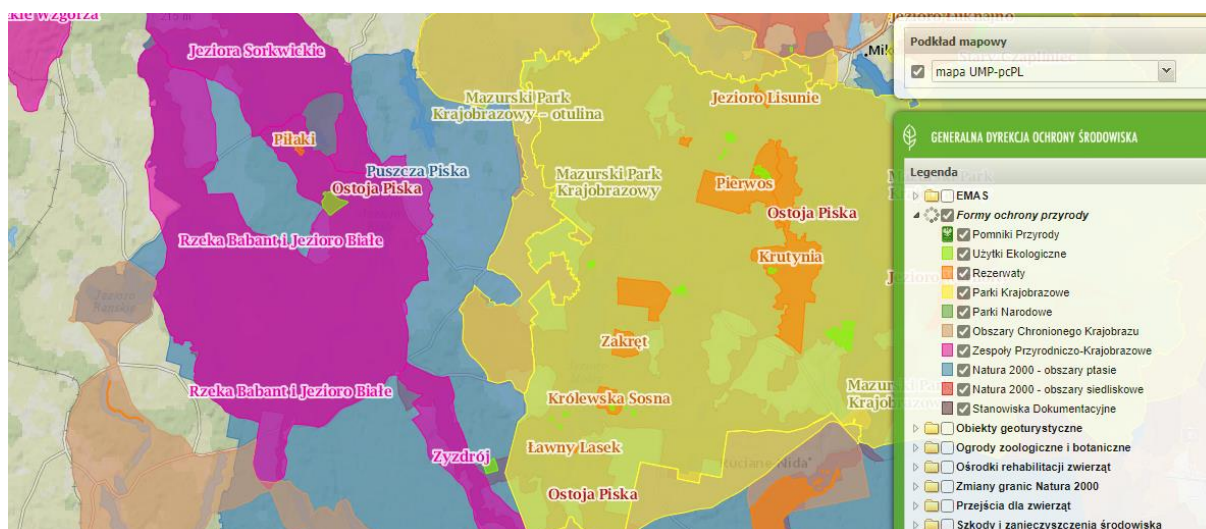 215 m
Jeziora Sorkwickie
Piłaki
Puszcza Piska
Ostoja Piska
Rzeka Babant i Jezioro Białe
Rzeka Babant i Jezioro Białe
Zyzdrój
Mazurski Park
Krajobrazowy – otulina
Mazurski Park
Krajobrazowy
Jezioro Lisunie
Pierwos
Ostoja Piska
Krutynia
Zakręt
Królewska Sosna
Ławny Lasek
Ruciane-Nida
Ostoja Piska
Podkład mapowy
mapa UMP-pcPL
GENERALNA DYREKCJA OCHRONY ŚRODOWISKA
Legenda
EMAS
Formy ochrony przyrody
Pomniki Przyrody
Użytki Ekologiczne
Rezerwaty
Parki Krajobrazowe
Parki Narodowe
Obszary Chronionego Krajobrazu
Zespoły Przyrodniczo-Krajobrazowe
Natura 2000 - obszary ptasie
Natura 2000 - obszary siedliskowe
Stanowiska Dokumentacyjne
Obiekty geoturystyczne
Ogrody zoologiczne i botaniczne
Ośrodki rehabilitacji zwierząt
Zmiany granic Natura 2000
Przejścia dla zwierząt
Szkody i zanieczyszczenia środowiska